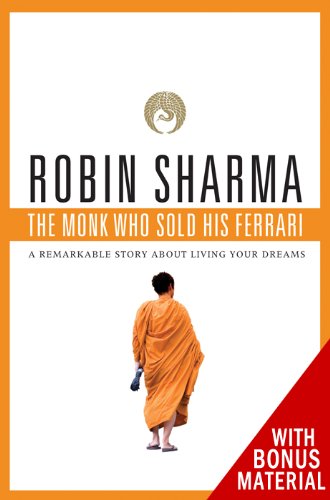 ROBIN SHARMA
THE MONK WHO SOLD HIS FERRARI
A REMARKABLE STORY ABOUT LIVING YOUR DREAMS
WITH
BONUS
MATERIAL